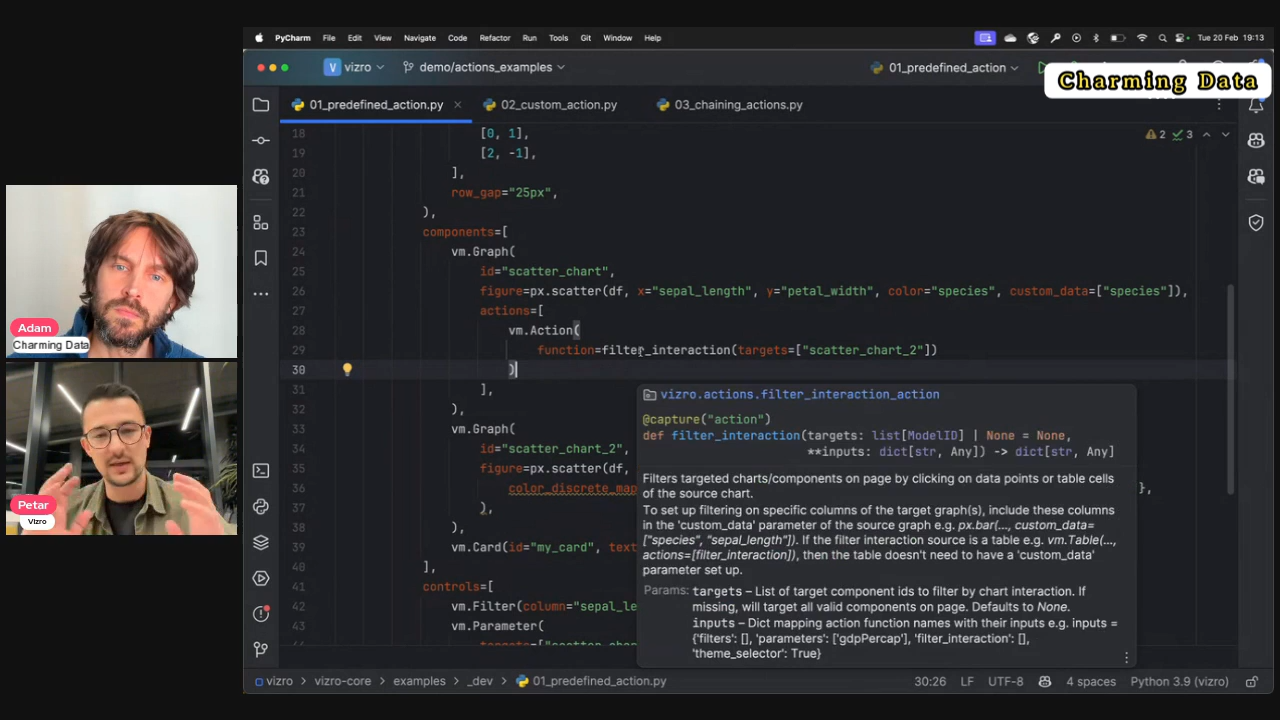 PyCharm File Edit View Navigate Code Refactor Run Tools Git Window Help
Tue 20 Feb 19:13
V vizro
demo/actions_examples
01_predefined_action
Charming Data
01_predefined_action.py
02_custom_action.py
03_chaining_actions.py
2 3
18 [0, 1],
19 [2, -1],
20 ],
21 row_gap="25px",
22 ),
23 components=[
24 vm.Graph(
25 id="scatter_chart",
26 figure=px.scatter(df, x="sepal_length", y="petal_width", color="species", custom_data=["species"]),
27 actions=[
28 vm.Action(
29 function=filter_interaction(targets=["scatter_chart_2"])
30 )
31 ],
32 ),
33 vm.Graph(
34 id="scatter_chart_2",
35 figure=px.scatter(df,
36 color_discrete_map },
37 ),
38 ),
39 vm.Card(id="my_card", text
40 ],
41 controls=[
42 vm.Filter(column="sepal_le
43 vm.Parameter(
44
vizro.actions.filter_interaction_action
@capture("action")
def filter_interaction(targets: list[ModelID] | None = None,
**inputs: dict[str, Any]) -> dict[str, Any]
Filters targeted charts/components on page by clicking on data points or table cells
of the source chart.
To set up filtering on specific columns of the target graph(s), include these columns
in the 'custom_data' parameter of the source graph e.g. px.bar(..., custom_data=
["species", "sepal_length"]). If the filter interaction source is a table e.g. vm.Table(...,
actions=[filter_interaction]), then the table doesn't need to have a 'custom_data'
parameter set up.
Params: targets – List of target component ids to filter by chart interaction. If
missing, will target all valid components on page. Defaults to None.
inputs – Dict mapping action function names with their inputs e.g. inputs =
{'filters': [], 'parameters': ['gdpPercap'], 'filter_interaction': [],
'theme_selector': True}
Adam
Charming Data
Petar
Vizro
vizro > vizro-core > examples > _dev > 01_predefined_action.py
30:26 LF UTF-8 4 spaces Python 3.9 (vizro)